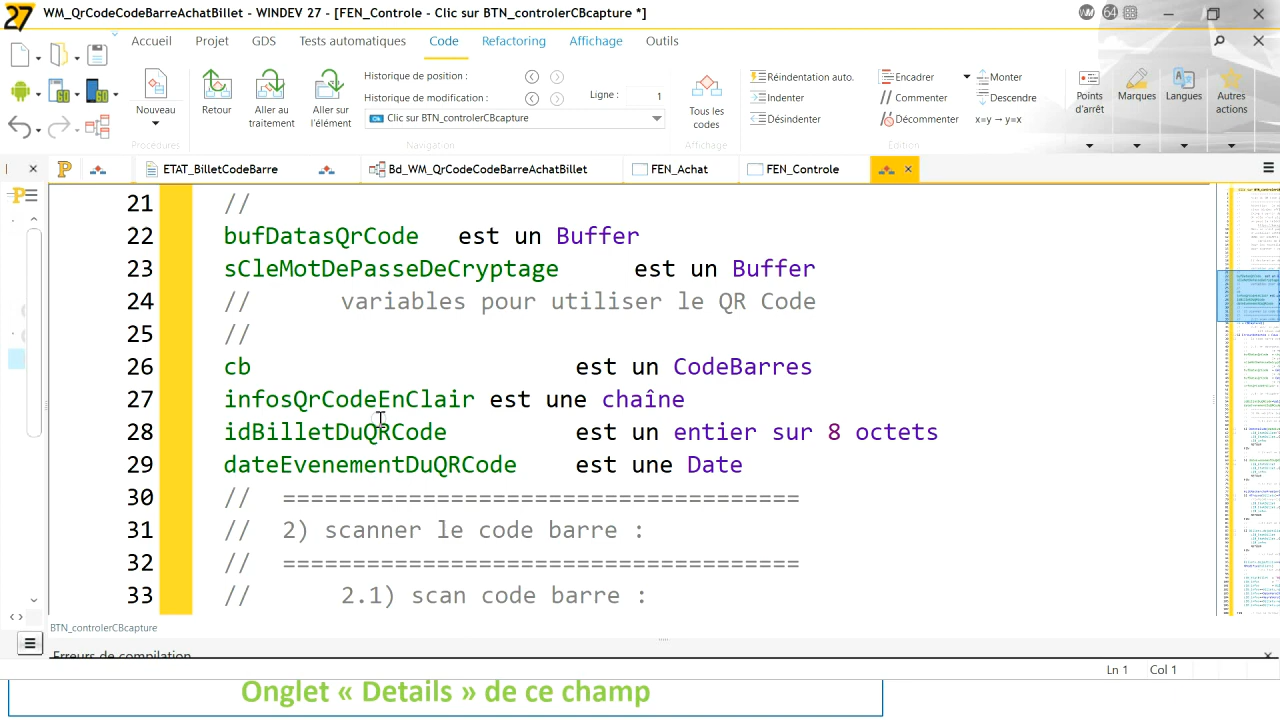 27 WM_QrCodeCodeBarreAchatBillet - WINDEV 27 - [FEN_Controle - Clic sur BTN_controlerCBcapture *]
WM 64
Accueil Projet GDS Tests automatiques Code Refactoring Affichage Outils
Nouveau
Procédures
Retour
Aller au traitement
Aller sur l'élément
Historique de position :
Historique de modification :
Ligne : 1
Clic sur BTN_controlerCBcapture
Navigation
Tous les codes
Affichage
Réindentation auto.
Indenter
Désindenter
Encadrer
Commenter
Décommenter
Monter
Descendre
x=y → y=x
Édition
Points d'arrêt
Marques
Langues
Autres actions
ETAT_BilletCodeBarre Bd_WM_QrCodeCodeBarreAchatBillet FEN_Achat FEN_Controle
21 //
22 bufDatasQrCode est un Buffer
23 sCleMotDePasseDeCryptage est un Buffer
24 // variables pour utiliser le QR Code
25 //
26 cb est un CodeBarres
27 infosQrCodeEnClair est une chaîne
28 idBilletDuQRCode est un entier sur 8 octets
29 dateEvenementDuQRCode est une Date
30 // =====================================
31 // 2) scanner le code barre :
32 // =====================================
33 // 2.1) scan code barre :
BTN_controlerCBcapture
Erreurs de compilation
Ln 1 Col 1
Onglet « Details » de ce champ